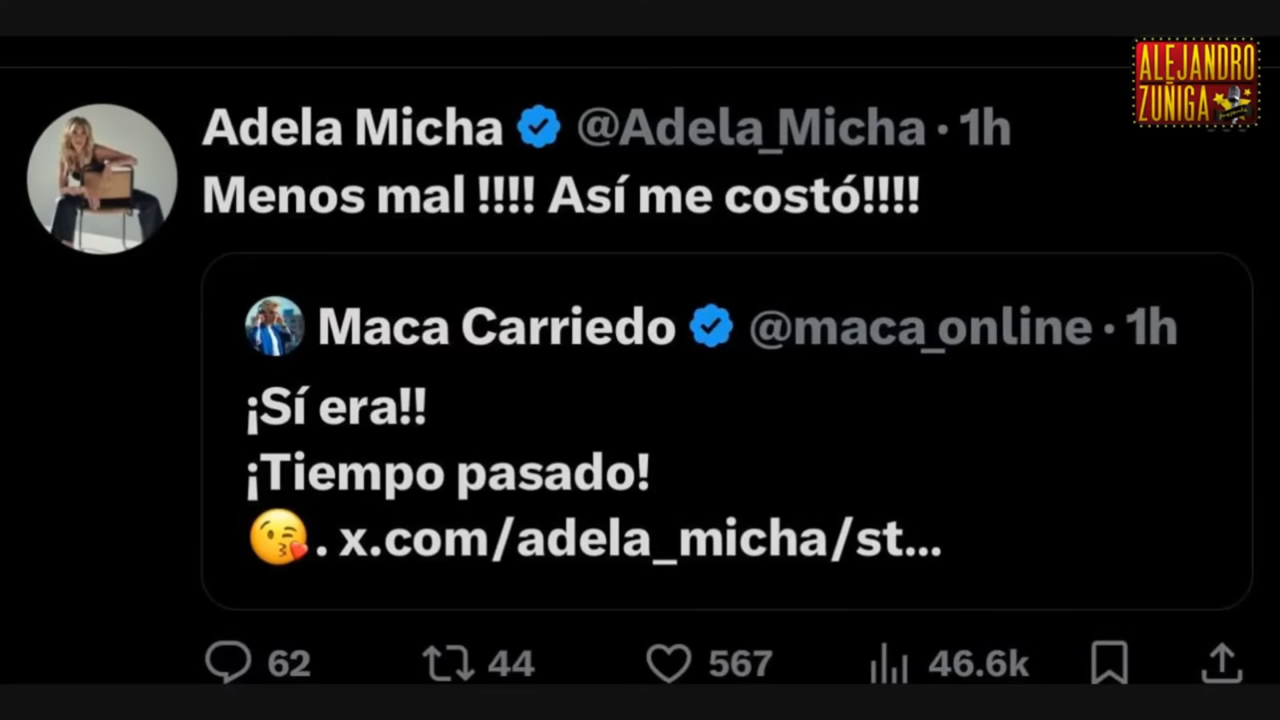 ALEJANDRO
ZUÑIGA
Adela Micha @Adela_Micha · 1h
Menos mal !!!! Así me costó!!!!
Maca Carriedo @maca_online · 1h
¡Sí era!!
¡Tiempo pasado!
😘. x.com/adela_micha/st...
62 44 567 46.6k